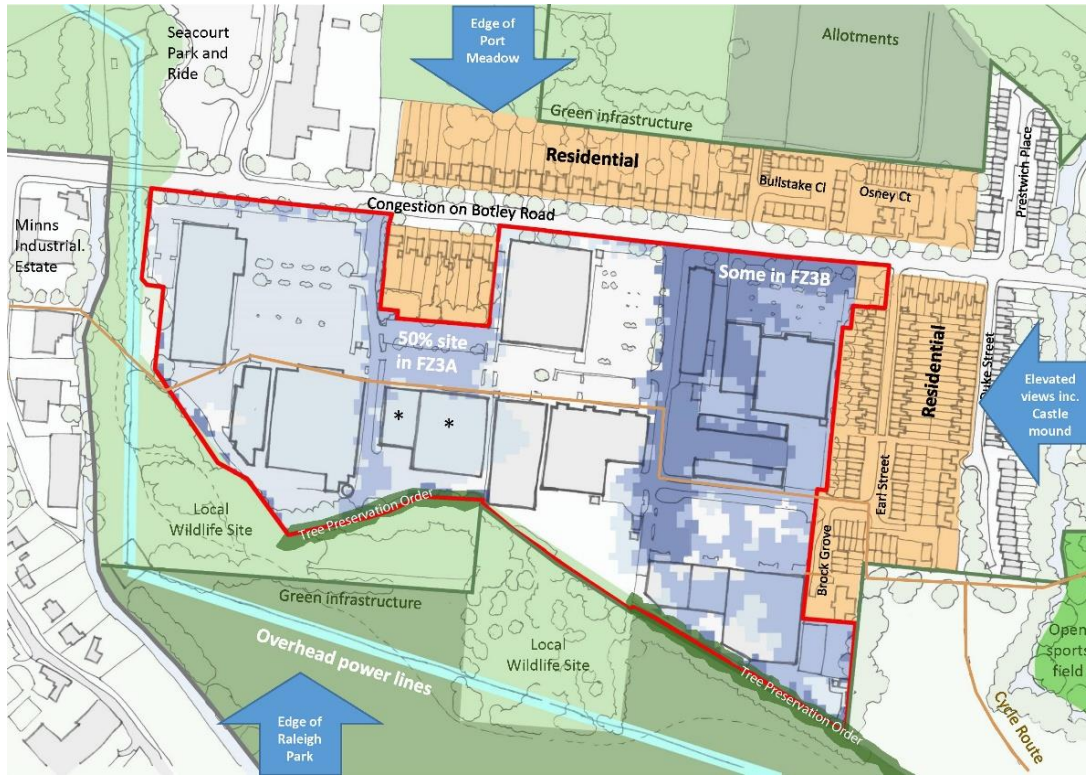 Seacourt
Park and
Ride
Edge of
Port
Meadow
Allotments
Green infrastructure
Residential
Bullstake Cl
Osney Ct
Prestwich Place
Congestion on Botley Road
Minns
Industrial.
Estate
Some in FZ3B
50% site
in FZ3A
*
*
Residential
Duke Street
Elevated
views inc.
Castle
mound
Earl Street
Brock Grove
Tree Preservation Order
Local
Wildlife Site
Green infrastructure
Overhead power lines
Local
Wildlife Site
Tree Preservation Order
Open
sports
field
Cycle Route
Edge of
Raleigh
Park